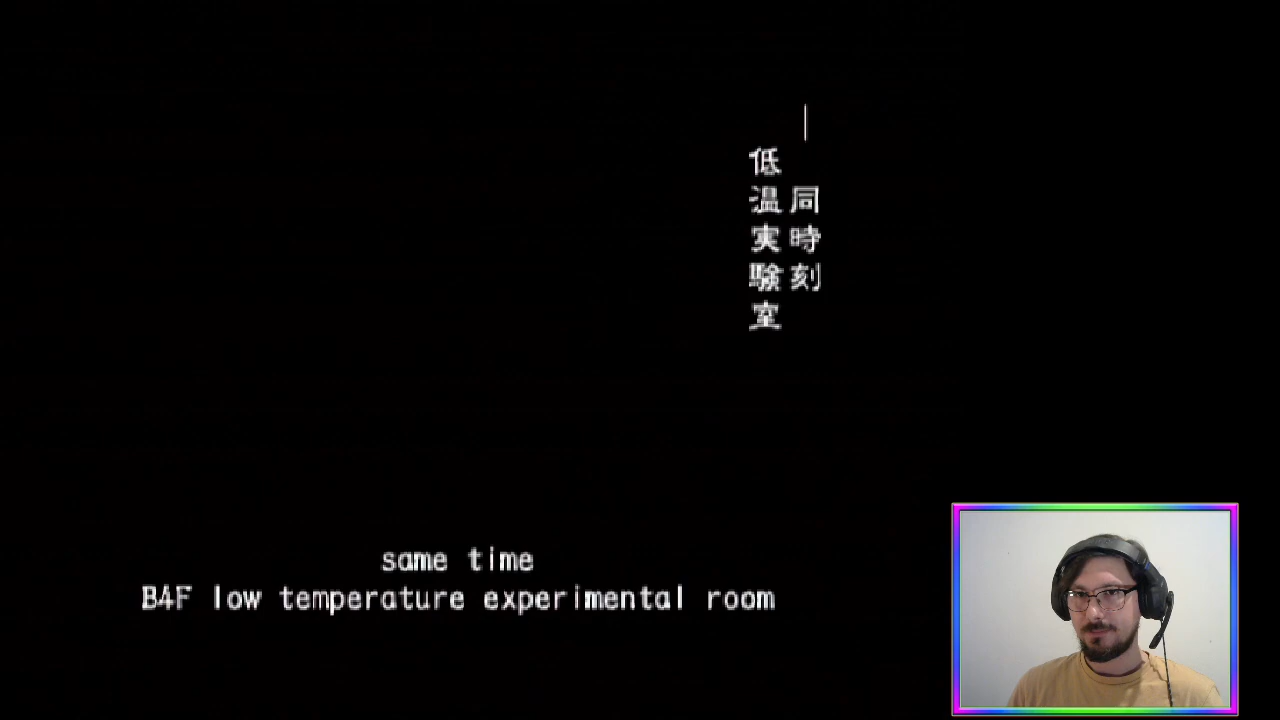 同時刻
低温実験室
same time
B4F low temperature experimental room